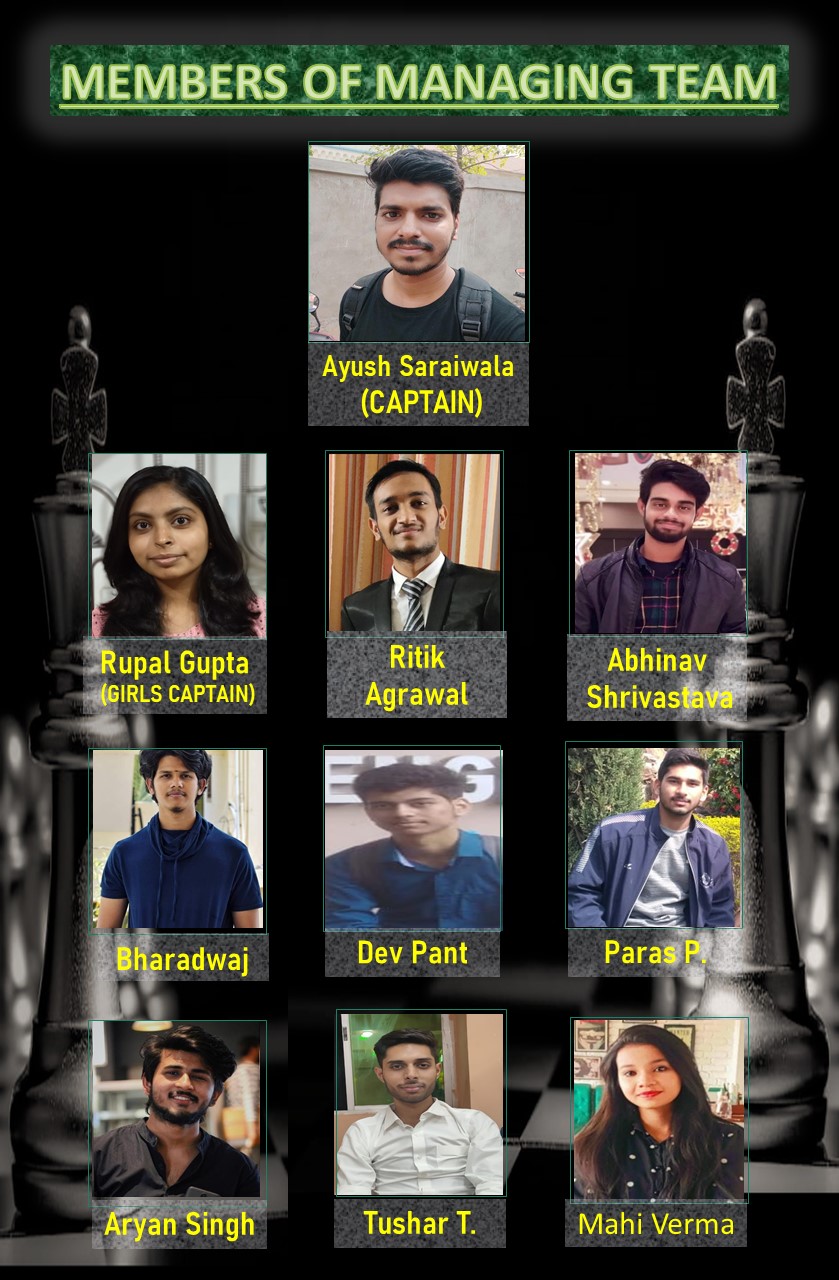 MEMBERS OF MANAGING TEAM
Ayush Saraiwala
(CAPTAIN)
Rupal Gupta
(GIRLS CAPTAIN)
Ritik
Agrawal
Abhinav
Shrivastava
Bharadwaj
ENG
Dev Pant
Paras P.
Aryan Singh
Tushar T.
Mahi Verma